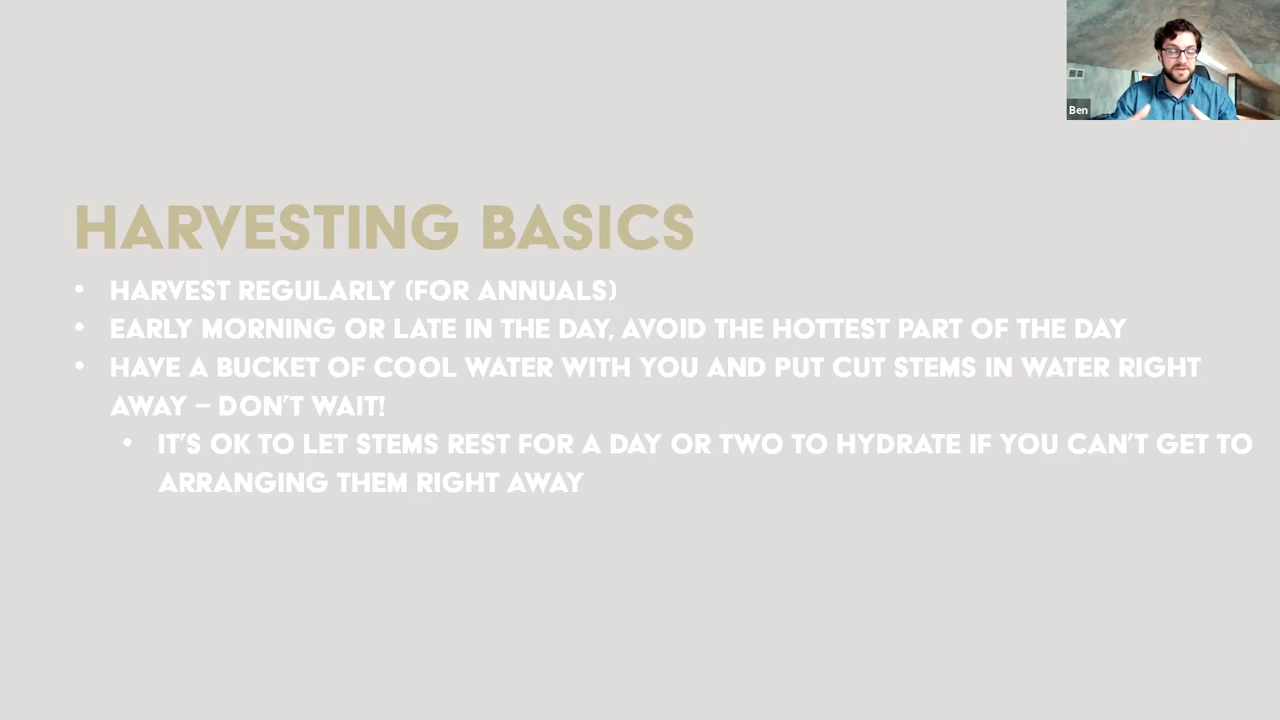 Ben
HARVESTING BASICS
• HARVEST REGULARLY (FOR ANNUALS)
• EARLY MORNING OR LATE IN THE DAY, AVOID THE HOTTEST PART OF THE DAY
• HAVE A BUCKET OF COOL WATER WITH YOU AND PUT CUT STEMS IN WATER RIGHT
AWAY – DON'T WAIT!
• IT'S OK TO LET STEMS REST FOR A DAY OR TWO TO HYDRATE IF YOU CAN'T GET TO
ARRANGING THEM RIGHT AWAY